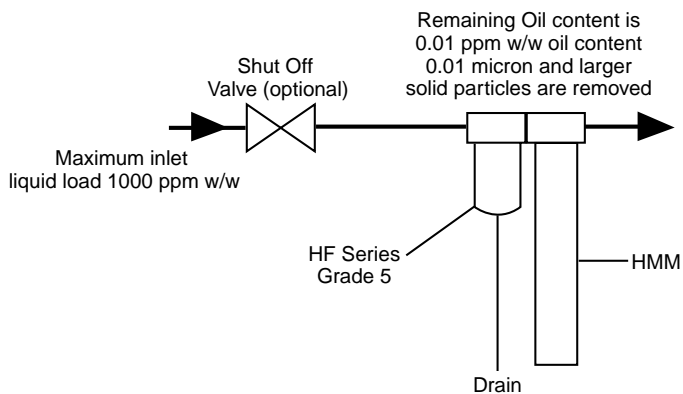 Remaining Oil content is
0.01 ppm w/w oil content
0.01 micron and larger
solid particles are removed
Shut Off
Valve (optional)
Maximum inlet
liquid load 1000 ppm w/w
HF Series
Grade 5
HMM
Drain